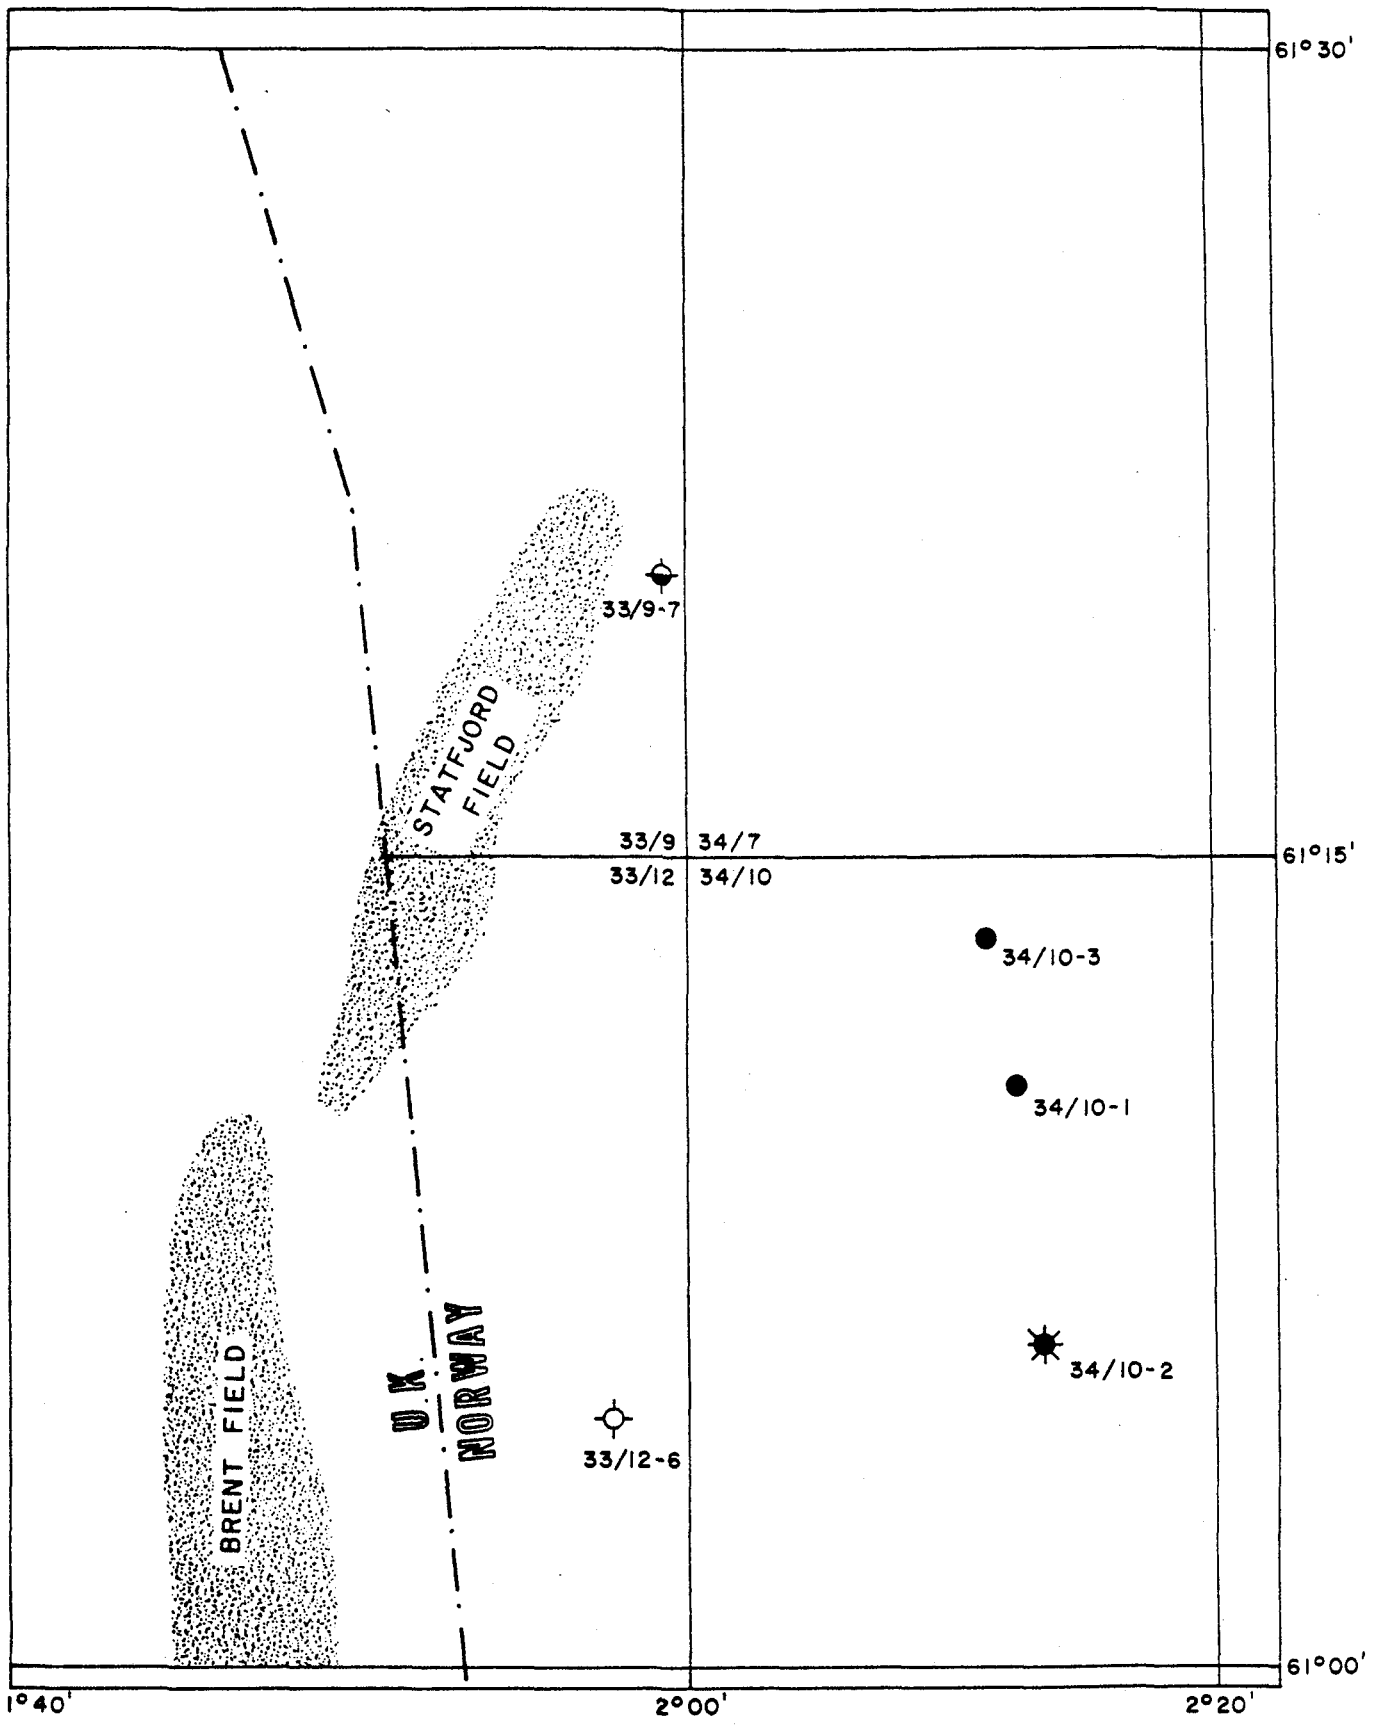 61°30'
33/9-7
STATFJORD
FIELD
33/9 34/7
61°15'
33/12 34/10
34/10-3
34/10-1
U.K.
NORWAY
34/10-2
BRENT FIELD
33/12-6
61°00'
1°40' 2°00' 2°20'